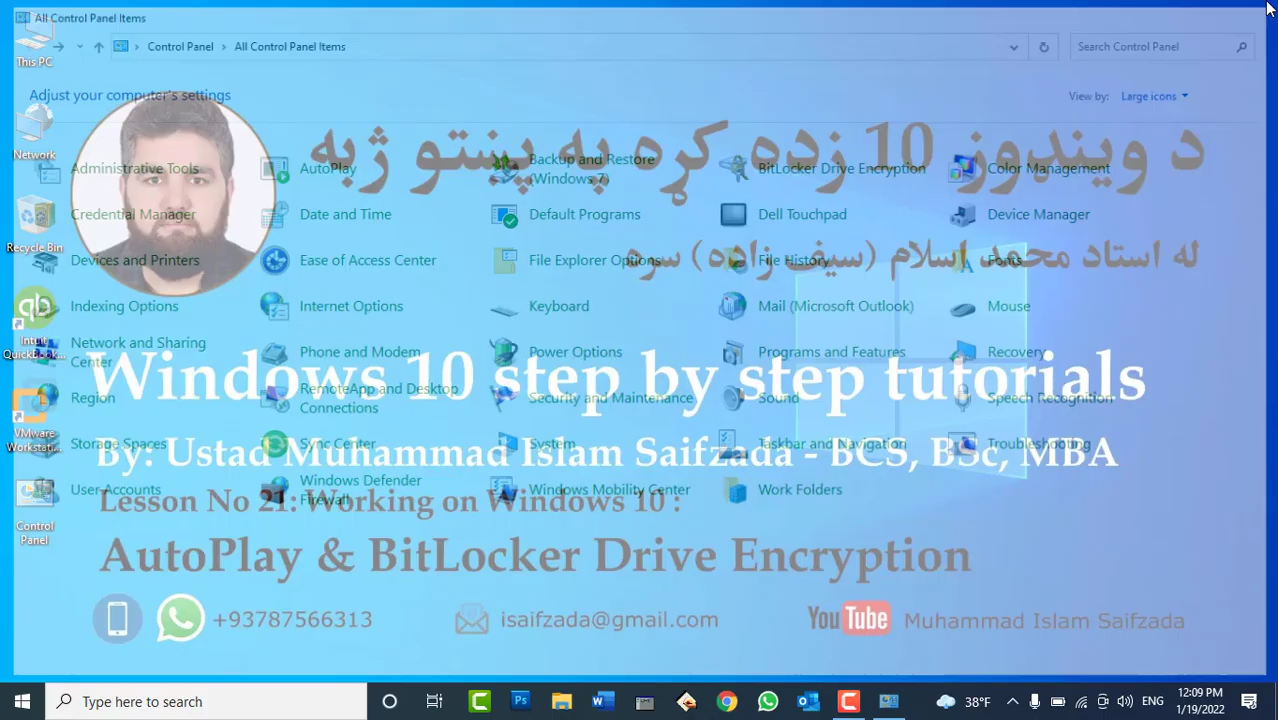 All Control Panel Items
Control Panel > All Control Panel Items
Search Control Panel
Adjust your computer's settings
View by: Large icons
This PC
Network
Recycle Bin
Intuit
QuickBook...
VMware
Workstati...
Control
Panel
Administrative Tools
AutoPlay
Backup and Restore
(Windows 7)
BitLocker Drive Encryption
Color Management
Credential Manager
Date and Time
Default Programs
Dell Touchpad
Device Manager
Devices and Printers
Ease of Access Center
File Explorer Options
File History
Fonts
Indexing Options
Internet Options
Keyboard
Mail (Microsoft Outlook)
Mouse
Network and Sharing
Center
Phone and Modem
Power Options
Programs and Features
Recovery
Region
RemoteApp and Desktop
Connections
Security and Maintenance
Sound
Speech Recognition
Storage Spaces
Sync Center
System
Taskbar and Navigation
Troubleshooting
User Accounts
Windows Defender
Firewall
Windows Mobility Center
Work Folders
د وینډوز 10 زده کړه په پښتو ژبه
له استاد محمد اسلام (سیف زاده) سره
Windows 10 step by step tutorials
By: Ustad Muhammad Islam Saifzada - BCS, BSc, MBA
Lesson No 21: Working on Windows 10 :
AutoPlay & BitLocker Drive Encryption
+93787566313
isaifzada@gmail.com
YouTube
Muhammad Islam Saifzada
Type here to search
38°F
ENG
12:09 PM
1/19/2022